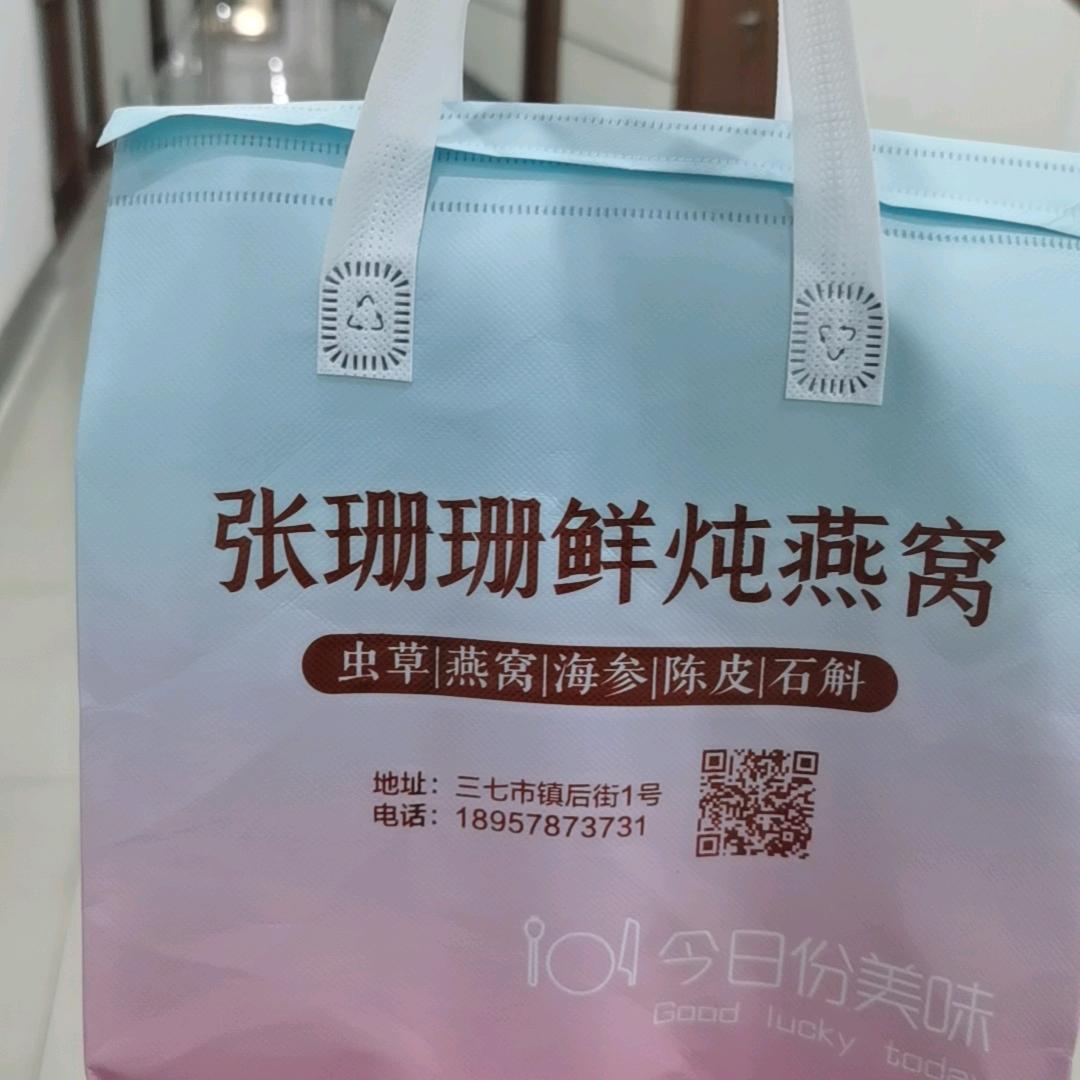 张珊珊鲜炖燕窝
虫草|燕窝|海参|陈皮|石斛
地址：三七市镇后街1号
电话：18957873731
今日份美味
Good lucky today